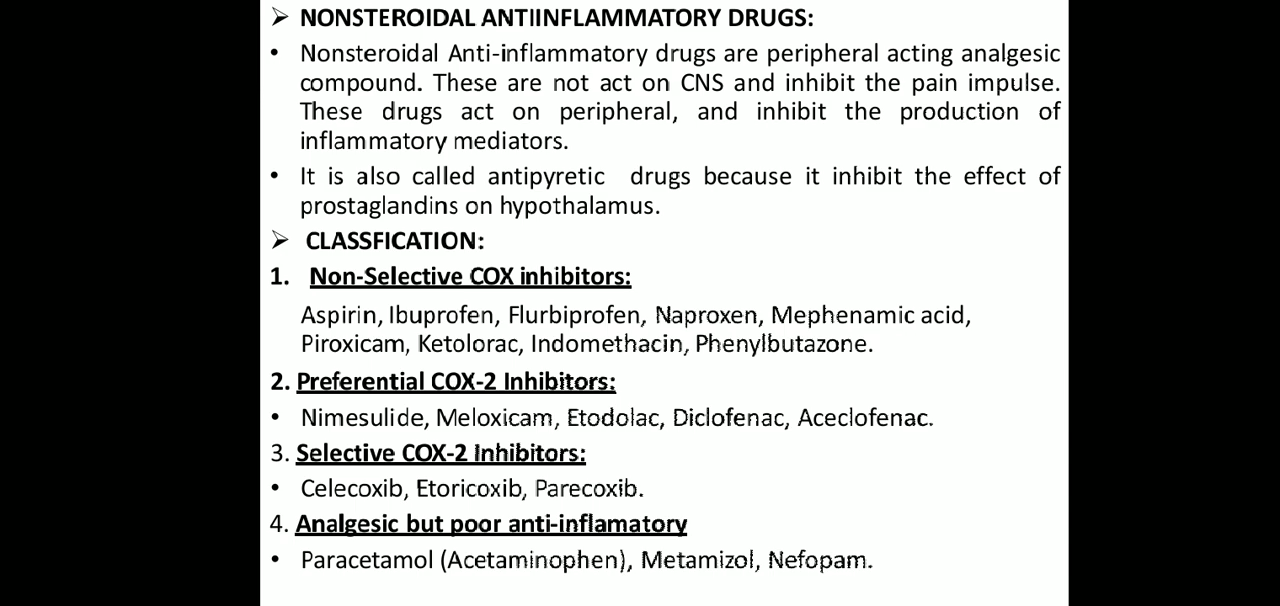 ➢ NONSTEROIDAL ANTIINFLAMMATORY DRUGS:
• Nonsteroidal Anti-inflammatory drugs are peripheral acting analgesic
compound. These are not act on CNS and inhibit the pain impulse.
These drugs act on peripheral, and inhibit the production of
inflammatory mediators.
• It is also called antipyretic drugs because it inhibit the effect of
prostaglandins on hypothalamus.
➢ CLASSFICATION:
1. Non-Selective COX inhibitors:
Aspirin, Ibuprofen, Flurbiprofen, Naproxen, Mephenamic acid,
Piroxicam, Ketolorac, Indomethacin, Phenylbutazone.
2. Preferential COX-2 Inhibitors:
• Nimesulide, Meloxicam, Etodolac, Diclofenac, Aceclofenac.
3. Selective COX-2 Inhibitors:
• Celecoxib, Etoricoxib, Parecoxib.
4. Analgesic but poor anti-inflamatory
• Paracetamol (Acetaminophen), Metamizol, Nefopam.